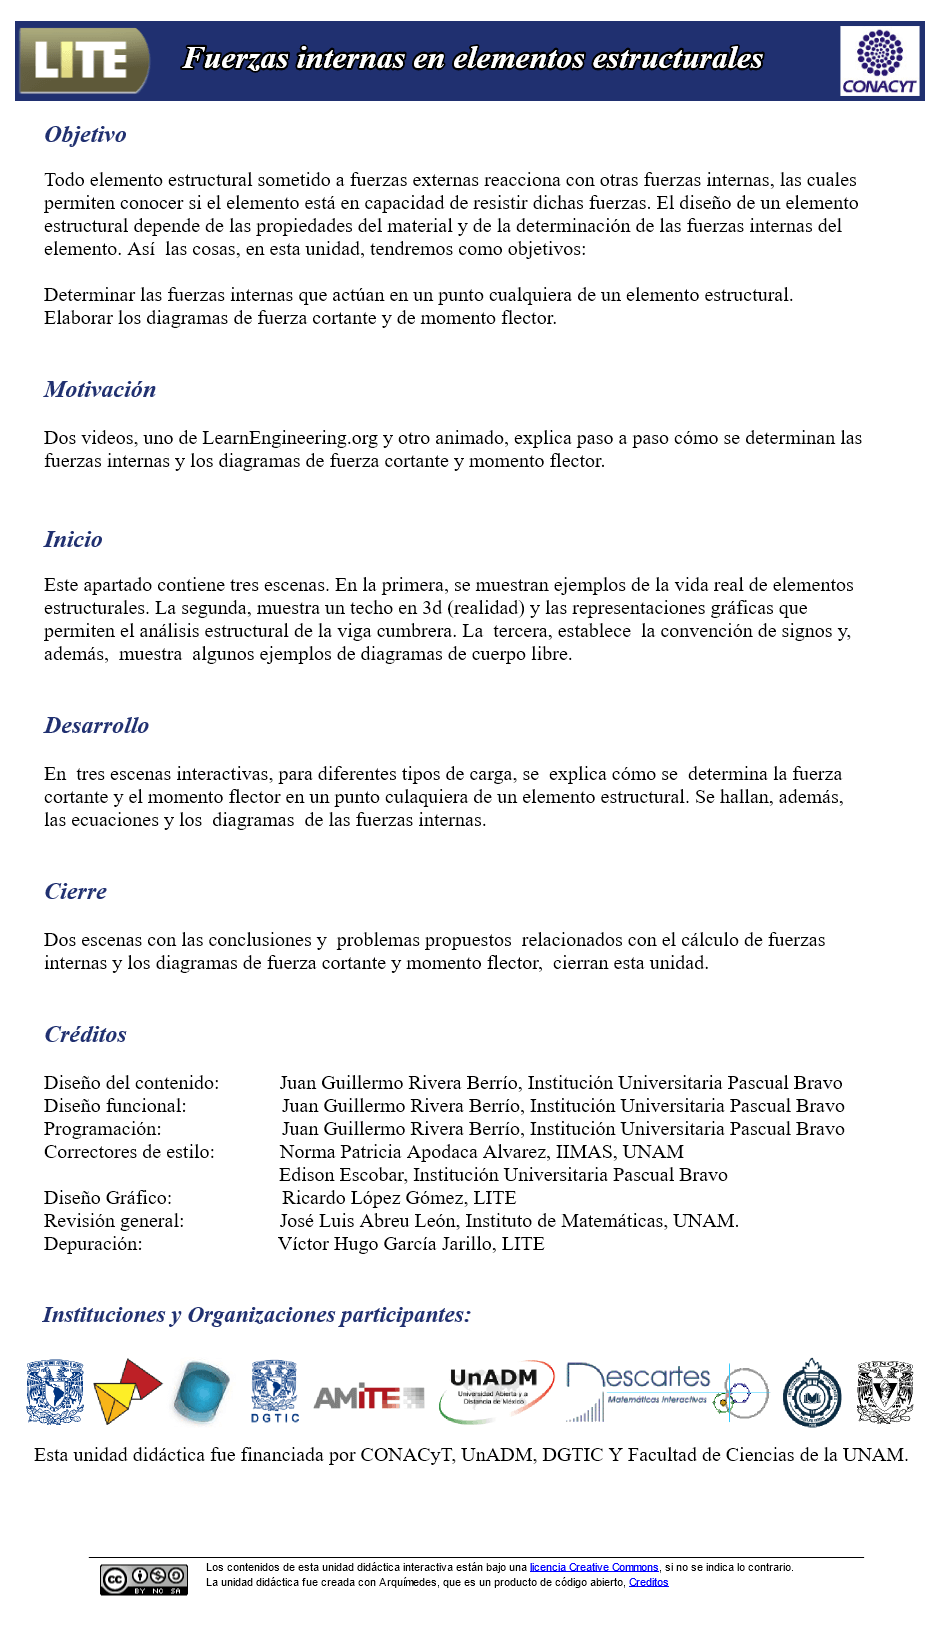 LITE
Fuerzas internas en elementos estructurales
CONACYT
Objetivo
Todo elemento estructural sometido a fuerzas externas reacciona con otras fuerzas internas, las cuales
permiten conocer si el elemento está en capacidad de resistir dichas fuerzas. El diseño de un elemento
estructural depende de las propiedades del material y de la determinación de las fuerzas internas del
elemento. Así  las cosas, en esta unidad, tendremos como objetivos:
Determinar las fuerzas internas que actúan en un punto cualquiera de un elemento estructural.
Elaborar los diagramas de fuerza cortante y de momento flector.
Motivación
Dos videos, uno de LearnEngineering.org y otro animado, explica paso a paso cómo se determinan las
fuerzas internas y los diagramas de fuerza cortante y momento flector.
Inicio
Este apartado contiene tres escenas. En la primera, se muestran ejemplos de la vida real de elementos
estructurales. La segunda, muestra un techo en 3d (realidad) y las representaciones gráficas que
permiten el análisis estructural de la viga cumbrera. La  tercera, establece  la convención de signos y,
además,  muestra  algunos ejemplos de diagramas de cuerpo libre.
Desarrollo
En  tres escenas interactivas, para diferentes tipos de carga, se  explica cómo se  determina la fuerza
cortante y el momento flector en un punto culaquiera de un elemento estructural. Se hallan, además,
las ecuaciones y los  diagramas  de las fuerzas internas.
Cierre
Dos escenas con las conclusiones y  problemas propuestos  relacionados con el cálculo de fuerzas
internas y los diagramas de fuerza cortante y momento flector,  cierran esta unidad.
Créditos
Diseño del contenido: Juan Guillermo Rivera Berrío, Institución Universitaria Pascual Bravo
Diseño funcional: Juan Guillermo Rivera Berrío, Institución Universitaria Pascual Bravo
Programación: Juan Guillermo Rivera Berrío, Institución Universitaria Pascual Bravo
Correctores de estilo: Norma Patricia Apodaca Alvarez, IIMAS, UNAM
Edison Escobar, Institución Universitaria Pascual Bravo
Diseño Gráfico: Ricardo López Gómez, LITE
Revisión general: José Luis Abreu León, Instituto de Matemáticas, UNAM.
Depuración: Víctor Hugo García Jarillo, LITE
Instituciones y Organizaciones participantes:
DGTIC
AMITE
UnADM
Universidad Abierta y a
Distancia de México
Descartes
Matemáticas Interactivas
CIENCIAS
Esta unidad didáctica fue financiada por CONACyT, UnADM, DGTIC Y Facultad de Ciencias de la UNAM.
Los contenidos de esta unidad didáctica interactiva están bajo una licencia Creative Commons, si no se indica lo contrario.
La unidad didáctica fue creada con Arquímedes, que es un producto de código abierto, Creditos
cc
BY NC SA